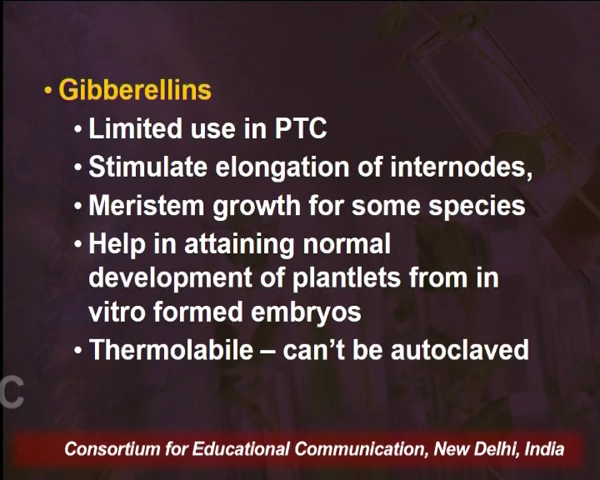 • Gibberellins
• Limited use in PTC
• Stimulate elongation of internodes,
• Meristem growth for some species
• Help in attaining normal
development of plantlets from in
vitro formed embryos
• Thermolabile – can't be autoclaved
C
Consortium for Educational Communication, New Delhi, India